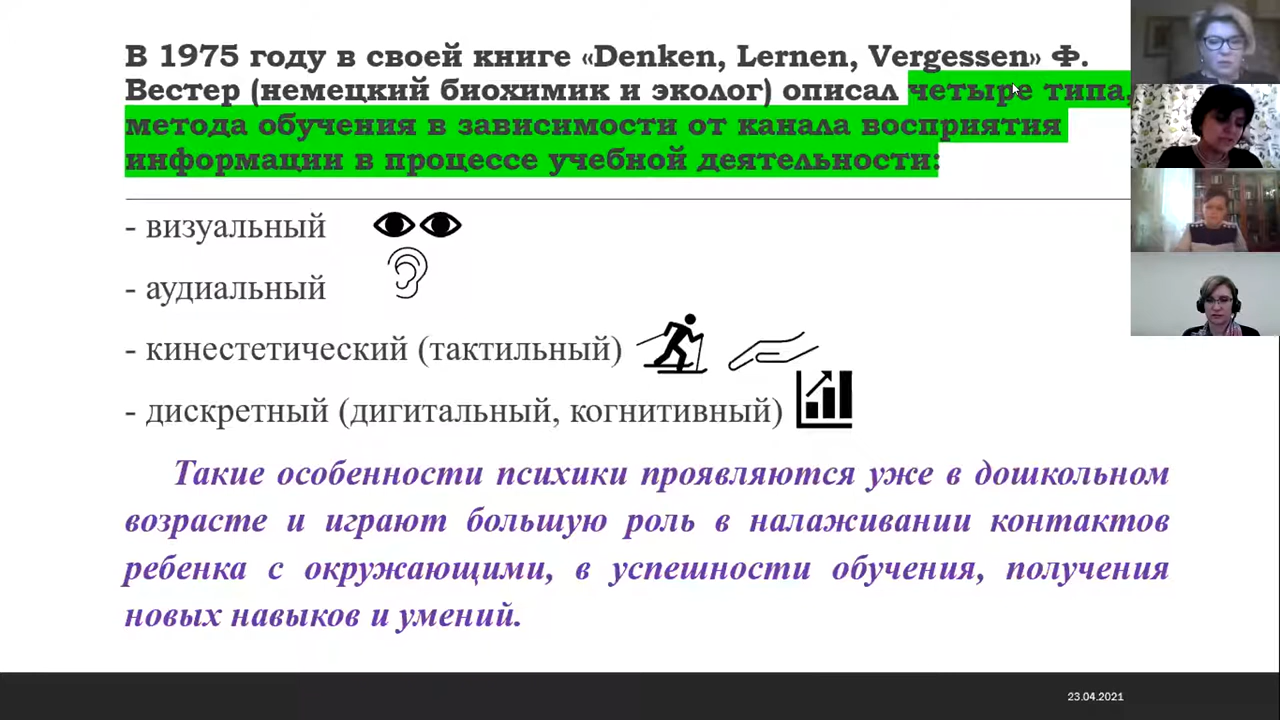 В 1975 году в своей книге «Denken, Lernen, Vergessen» Ф.
Вестер (немецкий биохимик и эколог) описал четыре типа,
метода обучения в зависимости от канала восприятия
информации в процессе учебной деятельности:
- визуальный
- аудиальный
- кинестетический (тактильный)
- дискретный (дигитальный, когнитивный)
Такие особенности психики проявляются уже в дошкольном
возрасте и играют большую роль в налаживании контактов
ребенка с окружающими, в успешности обучения, получения
новых навыков и умений.
23.04.2021